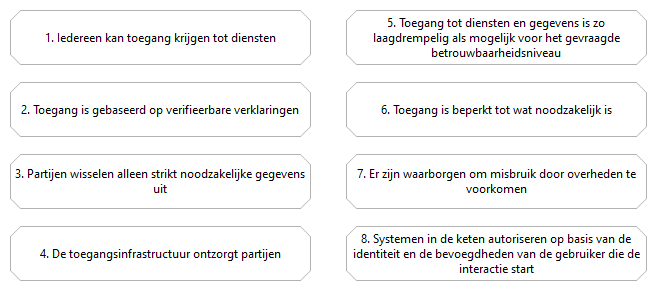 1. Iedereen kan toegang krijgen tot diensten
2. Toegang is gebaseerd op verifieerbare verklaringen
3. Partijen wisselen alleen strikt noodzakelijke gegevens
uit
4. De toegangsinfrastructuur ontzorgt partijen
5. Toegang tot diensten en gegevens is zo
laagdrempelig als mogelijk voor het gevraagde
betrouwbaarheidsniveau
6. Toegang is beperkt tot wat noodzakelijk is
7. Er zijn waarborgen om misbruik door overheden te
voorkomen
8. Systemen in de keten autoriseren op basis van de
identiteit en de bevoegdheden van de gebruiker die de
interactie start